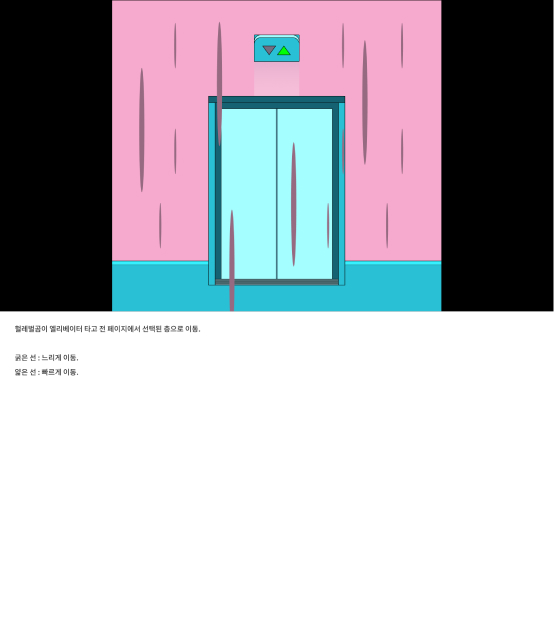 헐레벌곰이 엘리베이터 타고 전 페이지에서 선택된 층으로 이동.
굵은 선 : 느리게 이동.
얇은 선 : 빠르게 이동.